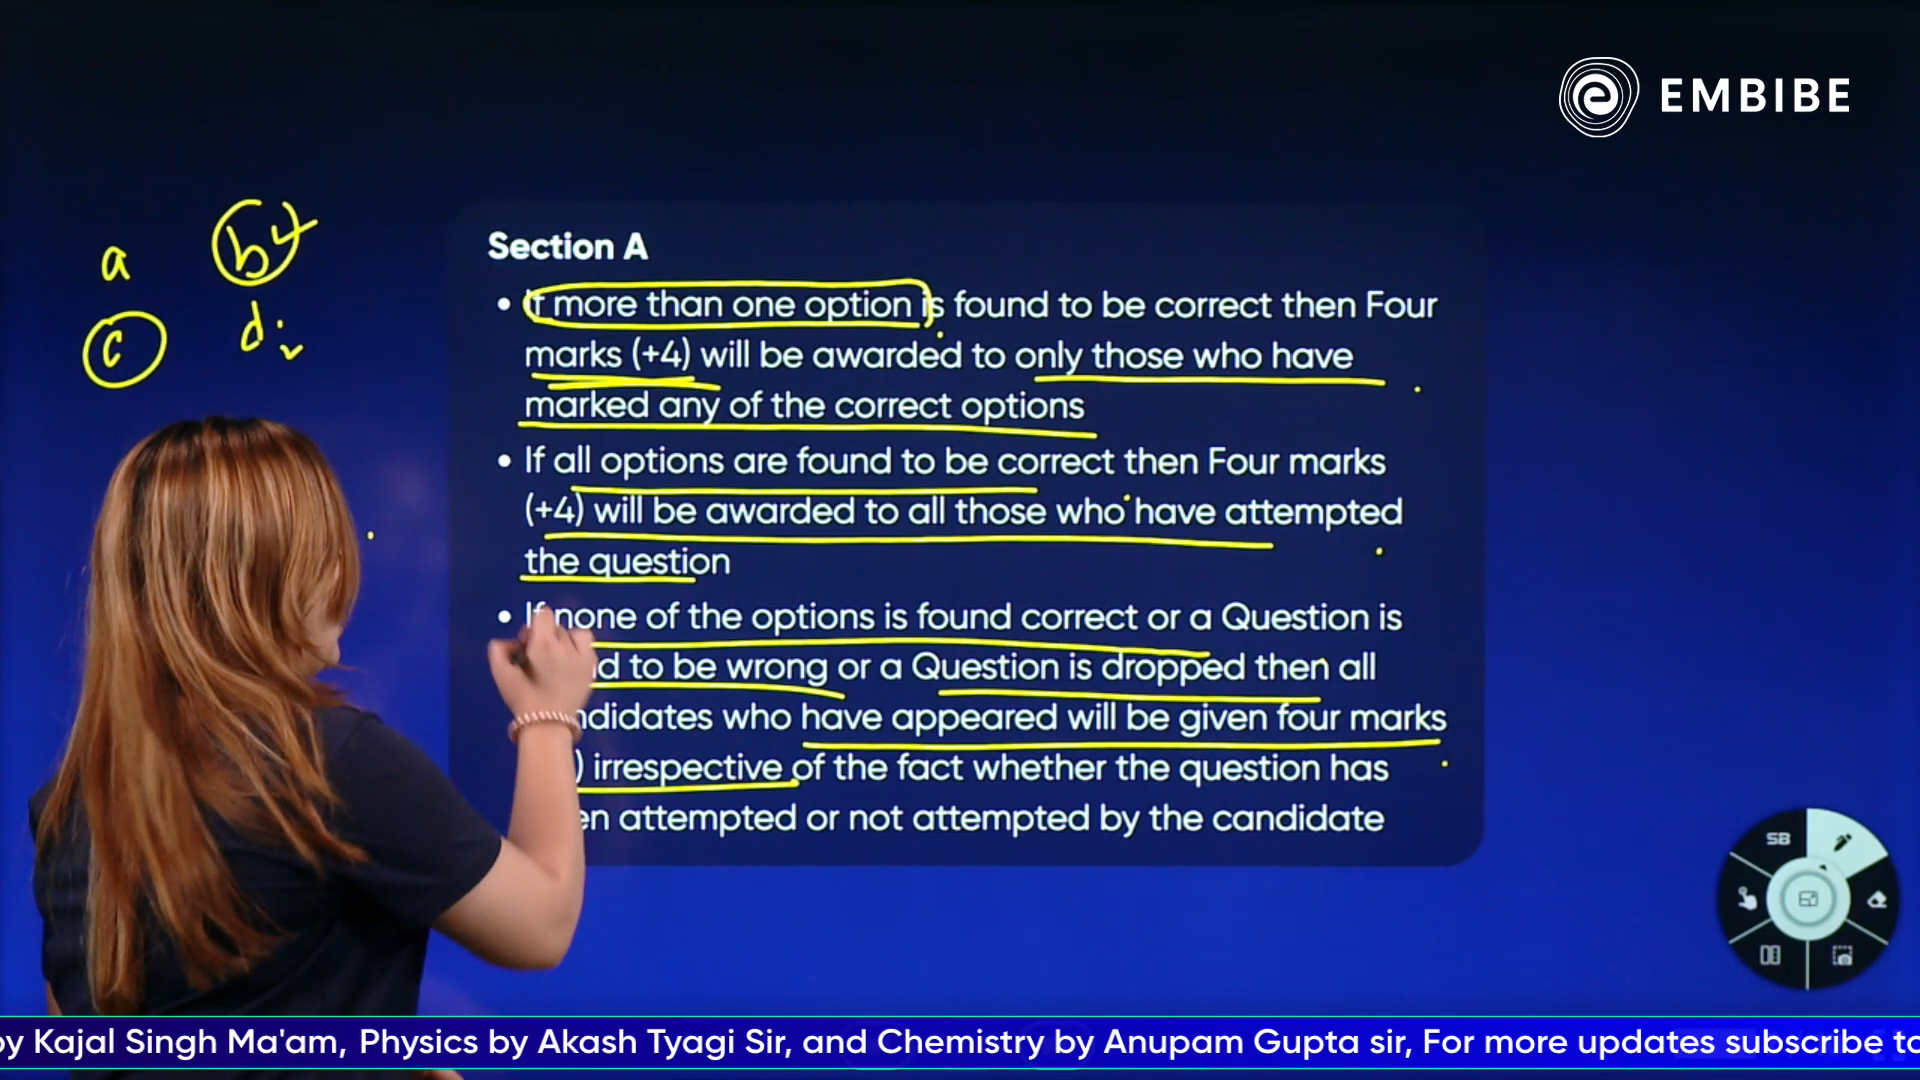 EMBIBE
a
b
c
d
Section A
• If more than one option is found to be correct then Four
marks (+4) will be awarded to only those who have
marked any of the correct options
• If all options are found to be correct then Four marks
(+4) will be awarded to all those who have attempted
the question
• If none of the options is found correct or a Question is
to be wrong or a Question is dropped then all
who have appeared will be given four marks
irrespective of the fact whether the question has
attempted or not attempted by the candidate
SB
by Kajal Singh Ma'am, Physics by Akash Tyagi Sir, and Chemistry by Anupam Gupta sir, For more updates subscribe to